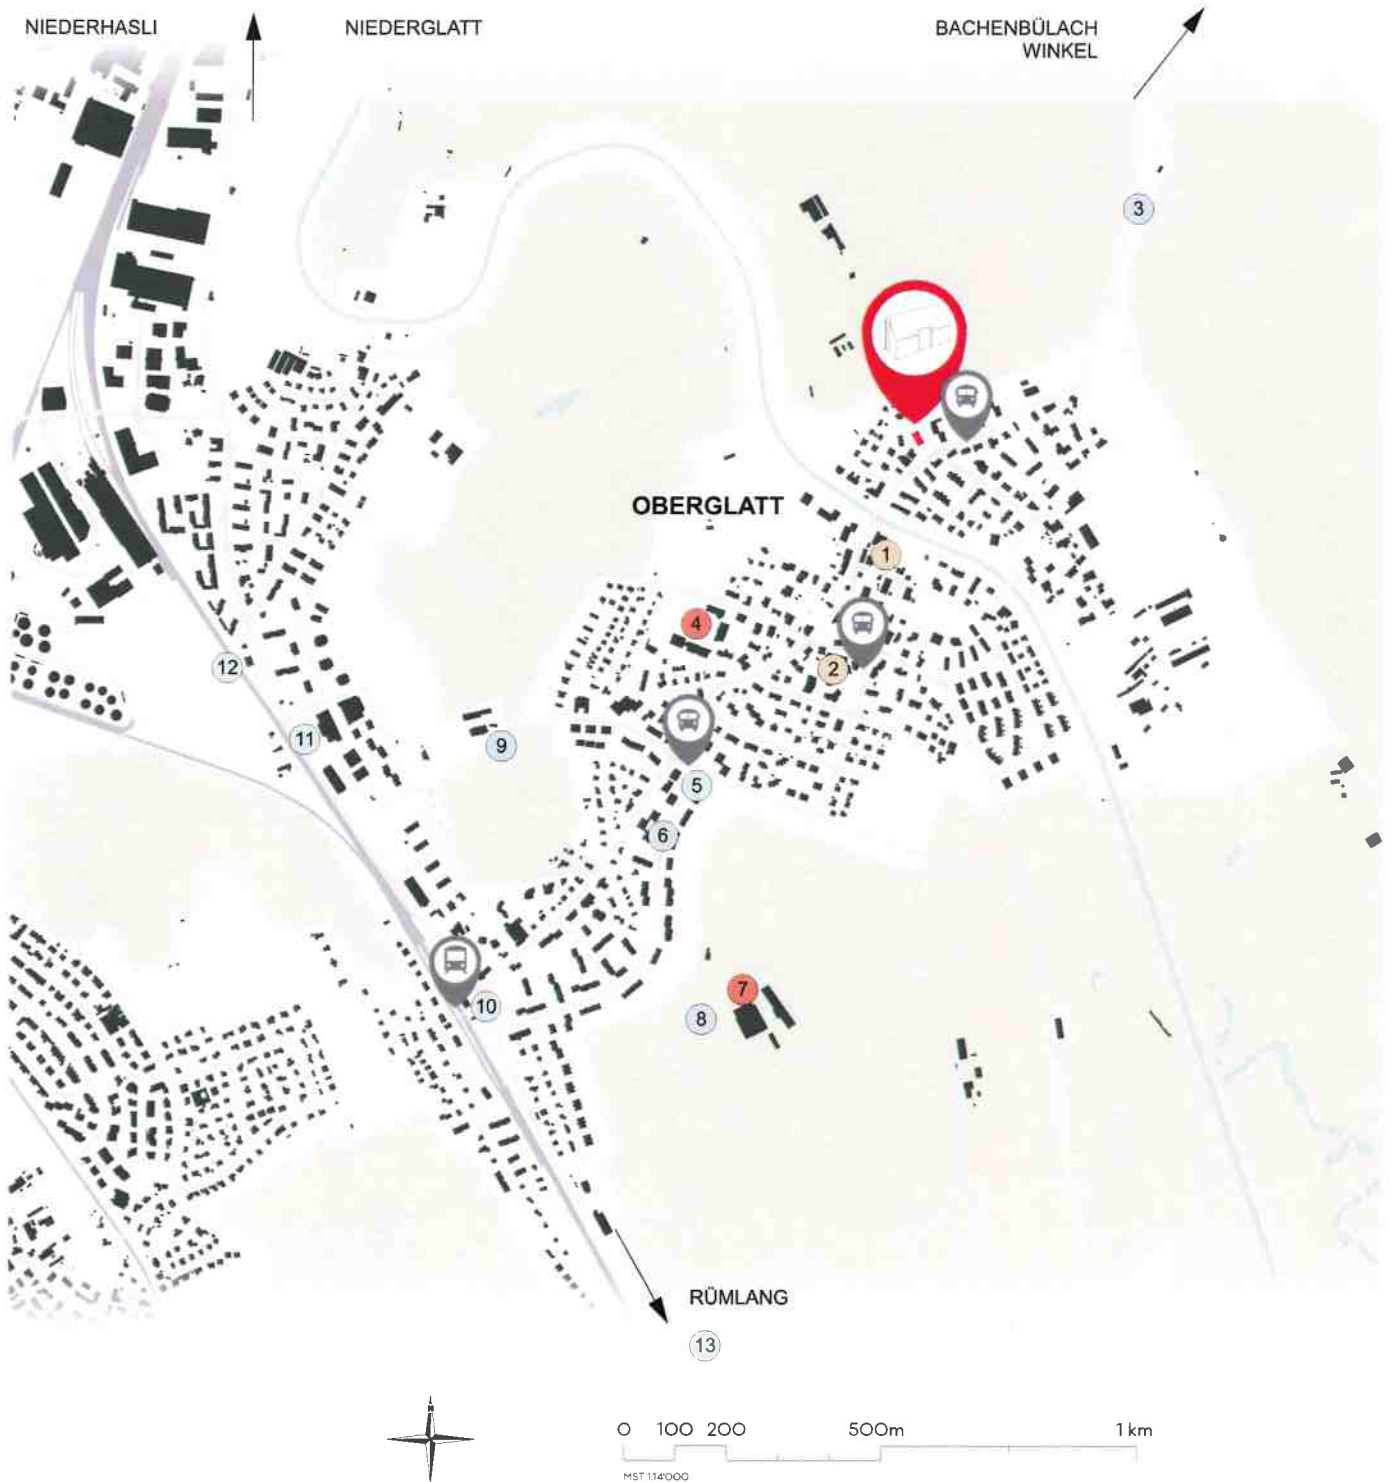 NIEDERHASLI
NIEDERGLATT
BACHENBÜLACH
WINKEL
3
OBERGLATT
1
4
2
12
11
9
5
6
7
10
8
RÜMLANG
13
N
0 100 200 500m 1 km
MST 1:14'000